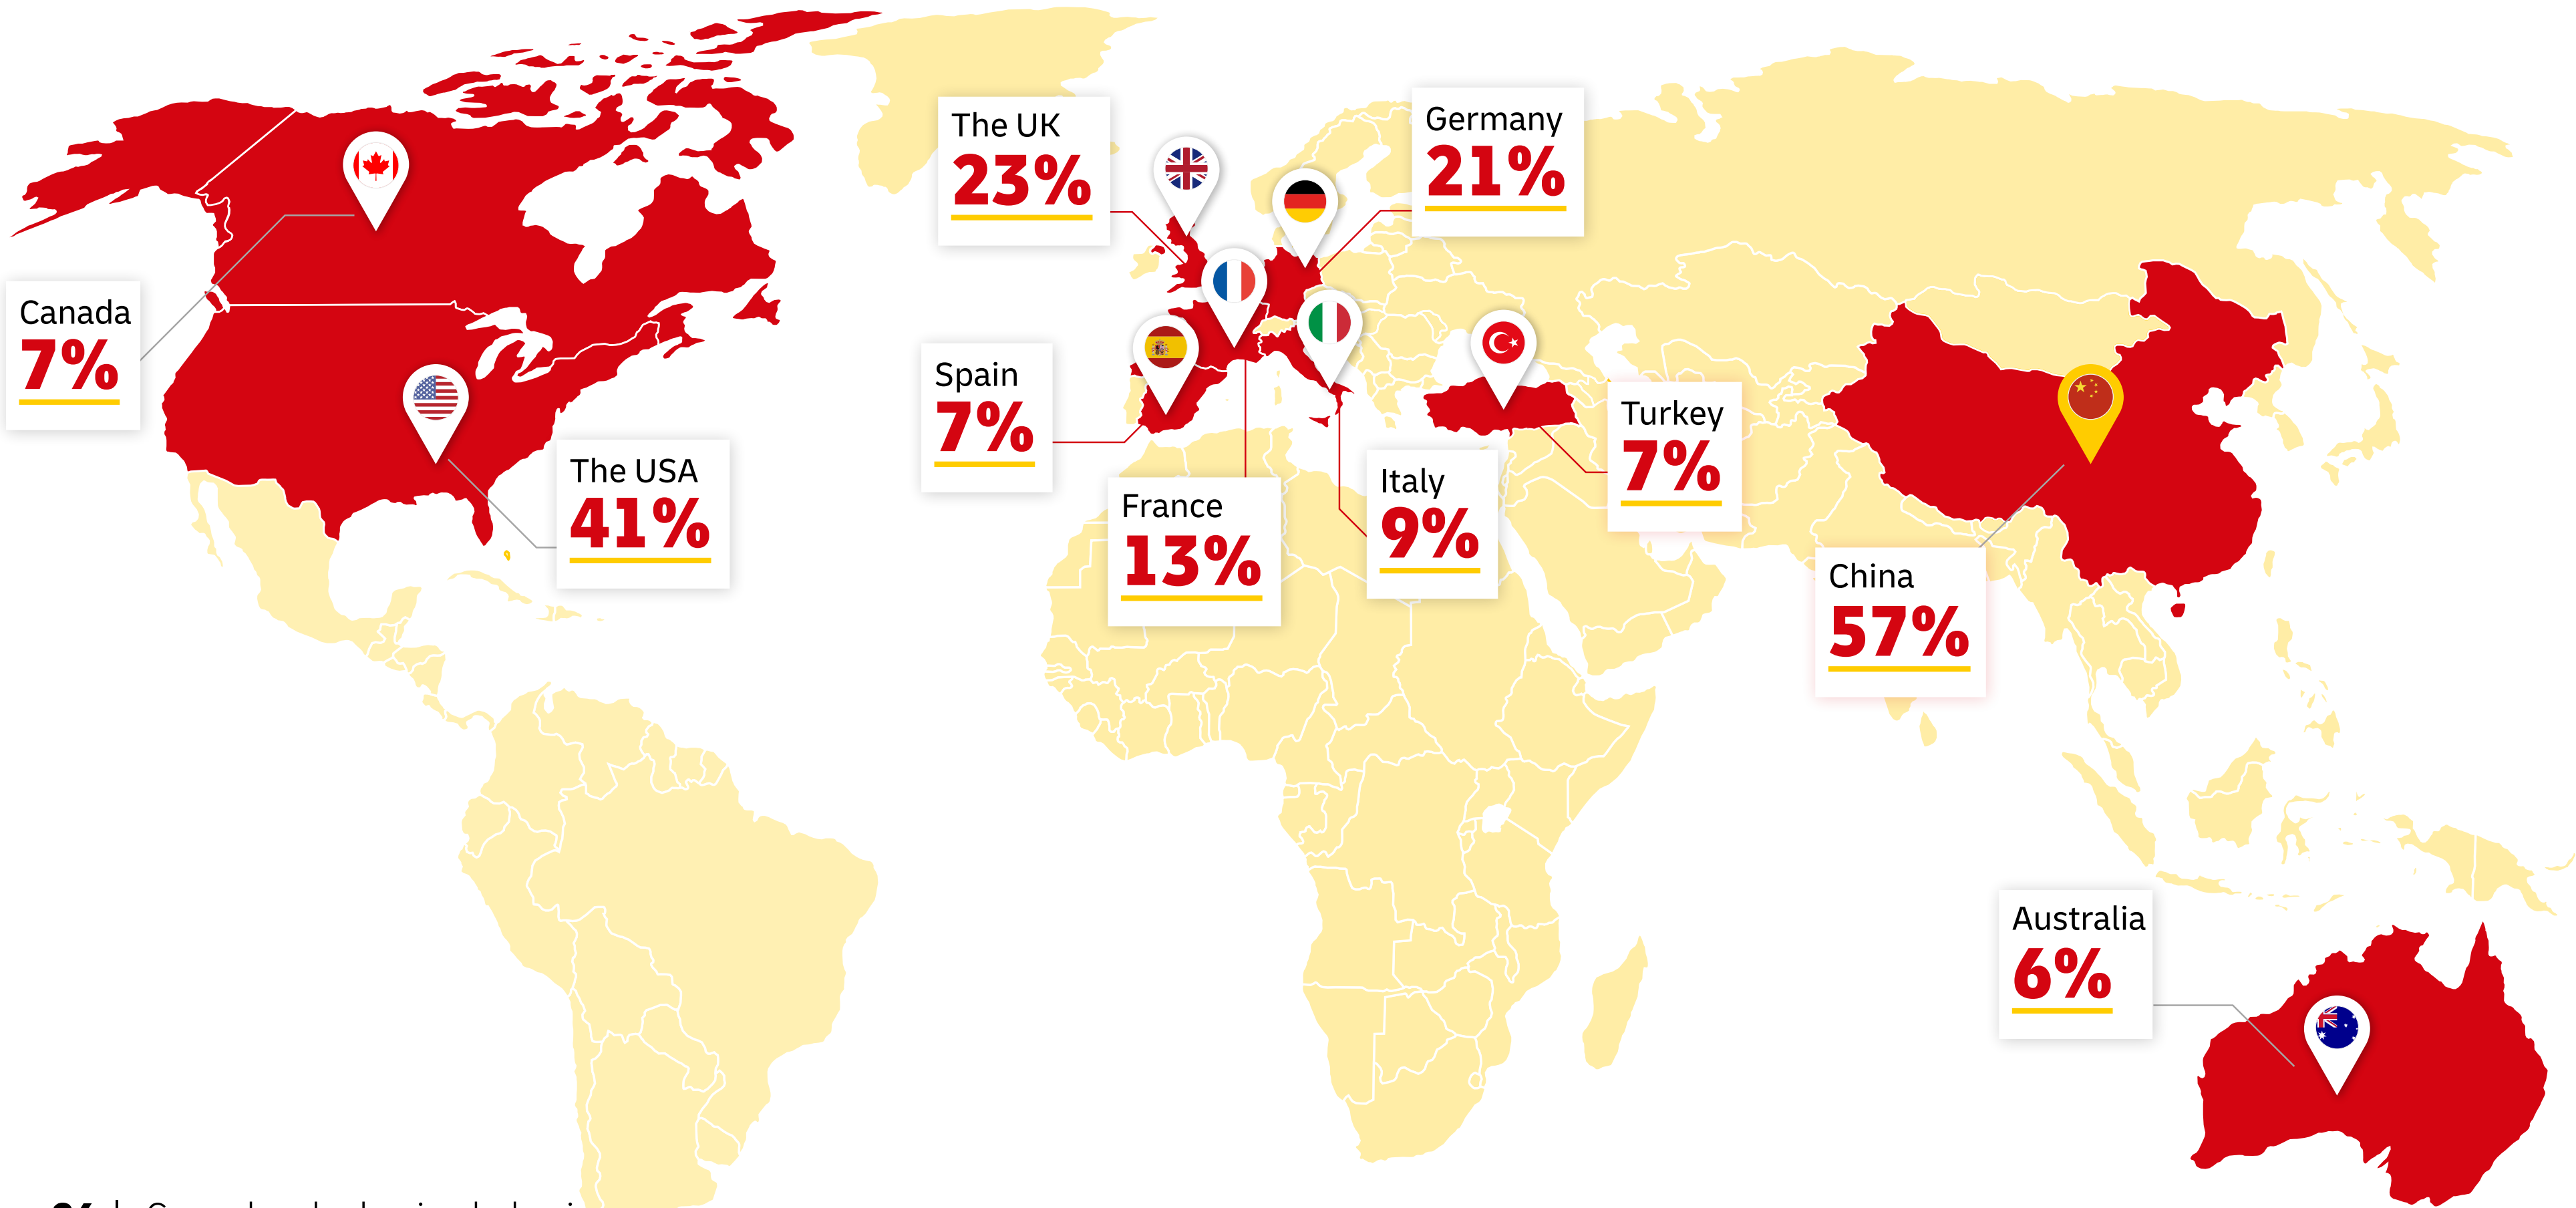 The UK
23%
Germany
21%
Canada
7%
Spain
7%
The USA
41%
France
13%
Italy
9%
Turkey
7%
China
57%
Australia
6%